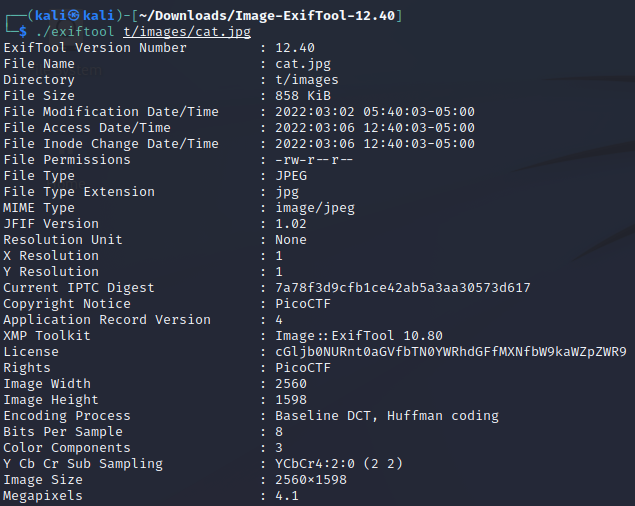 ┌──(kali㉿kali)-[~/Downloads/Image-ExifTool-12.40]
└─$ ./exiftool t/images/cat.jpg
ExifTool Version Number : 12.40
File Name : cat.jpg
Directory : t/images
File Size : 858 KiB
File Modification Date/Time : 2022:03:02 05:40:03-05:00
File Access Date/Time : 2022:03:06 12:40:03-05:00
File Inode Change Date/Time : 2022:03:06 12:40:03-05:00
File Permissions : -rw-r--r--
File Type : JPEG
File Type Extension : jpg
MIME Type : image/jpeg
JFIF Version : 1.02
Resolution Unit : None
X Resolution : 1
Y Resolution : 1
Current IPTC Digest : 7a78f3d9cfb1ce42ab5a3aa30573d617
Copyright Notice : PicoCTF
Application Record Version : 4
XMP Toolkit : Image::ExifTool 10.80
License : cGljb0NURnt0aGVfbTN0YWRhdGFfMXNfbW9kaWZpZWR9
Rights : PicoCTF
Image Width : 2560
Image Height : 1598
Encoding Process : Baseline DCT, Huffman coding
Bits Per Sample : 8
Color Components : 3
Y Cb Cr Sub Sampling : YCbCr4:2:0 (2 2)
Image Size : 2560×1598
Megapixels : 4.1